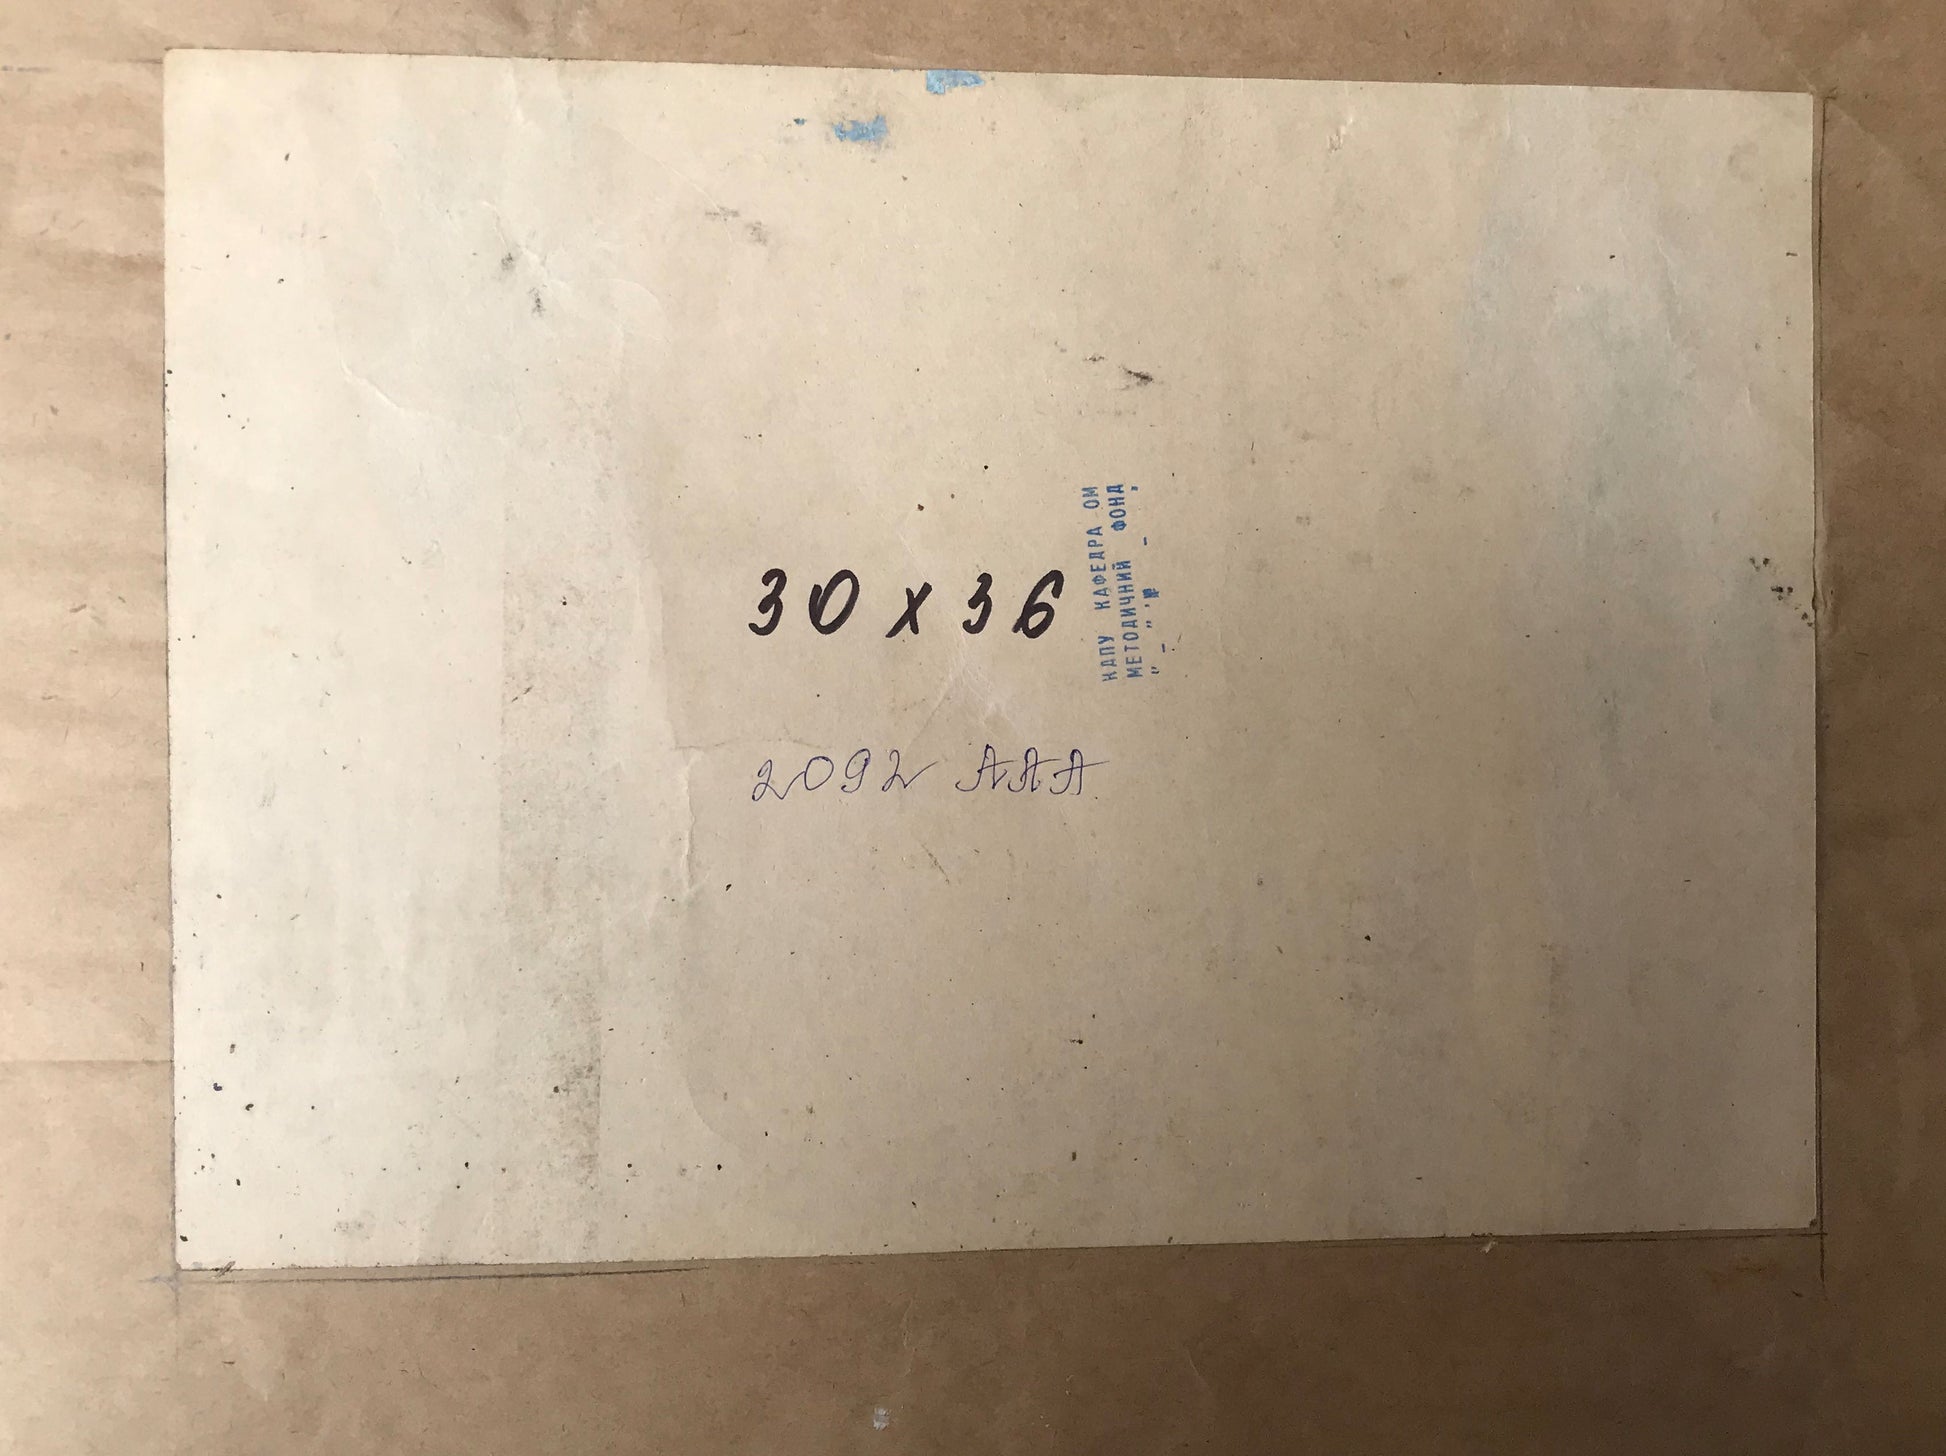 30 х 36
КДПУ КАФЕДРА ОМ
МЕТОДИЧНИЙ ФОНД
2092 ААА